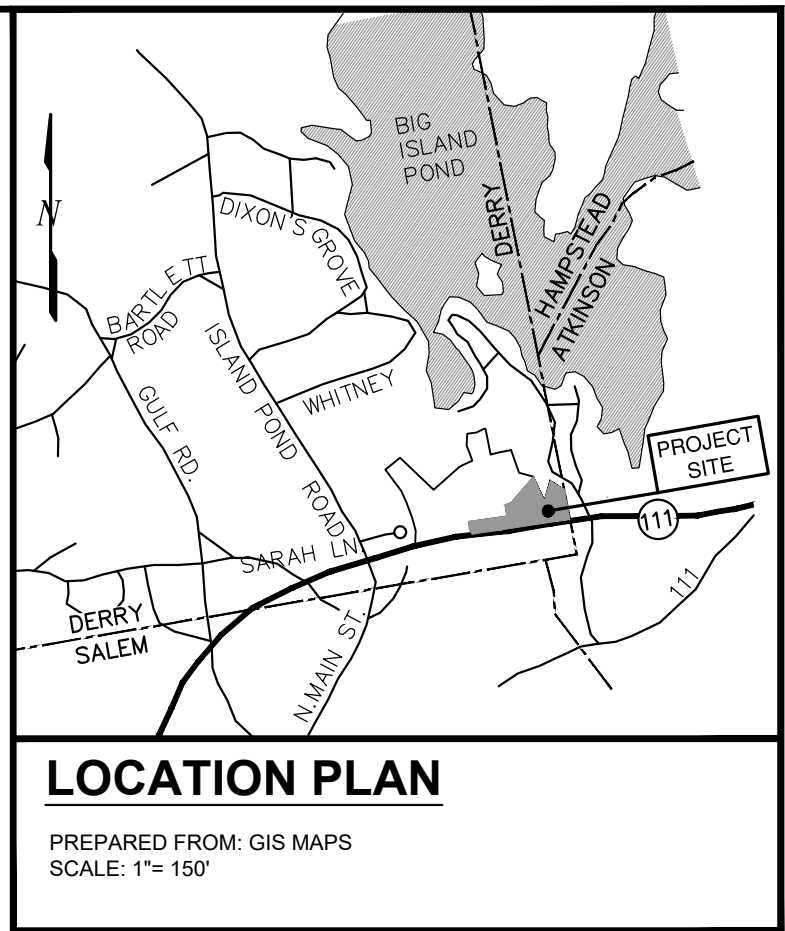 BIG
ISLAND
POND
DERRY
HAMPSTEAD
ATKINSON
N
DIXON'S GROVE
BARTLETT
ROAD
ISLAND POND ROAD
WHITNEY
GULF RD.
PROJECT
SITE
111
SARAH LN.
111
DERRY
SALEM
N.MAIN ST.
LOCATION PLAN
PREPARED FROM: GIS MAPS
SCALE: 1"= 150'